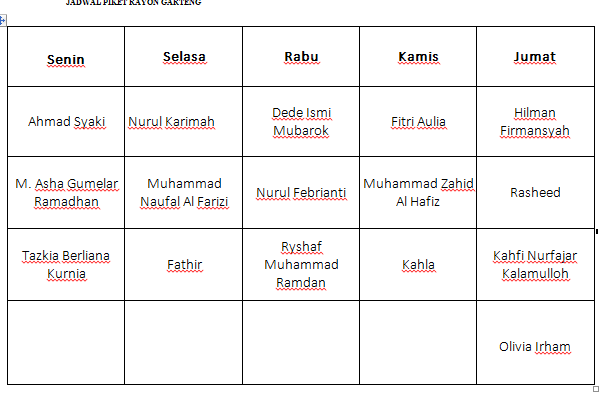 JADWAL PIKET RAYON GARTENG
Senin Selasa Rabu Kamis Jumat
Ahmad Syaki
Nurul Karimah
Dede Ismi
Mubarok
Fitri Aulia
Hilman
Firmansyah
M. Asha Gumelar
Ramadhan
Muhammad
Naufal Al Farizi
Nurul Febrianti
Muhammad Zahid
Al Hafiz
Rasheed
Tazkia Berliana
Kurnia
Fathir
Ryshaf
Muhammad
Ramdan
Kahla
Kahfi Nurfajar
Kalamulloh
Olivia Irham